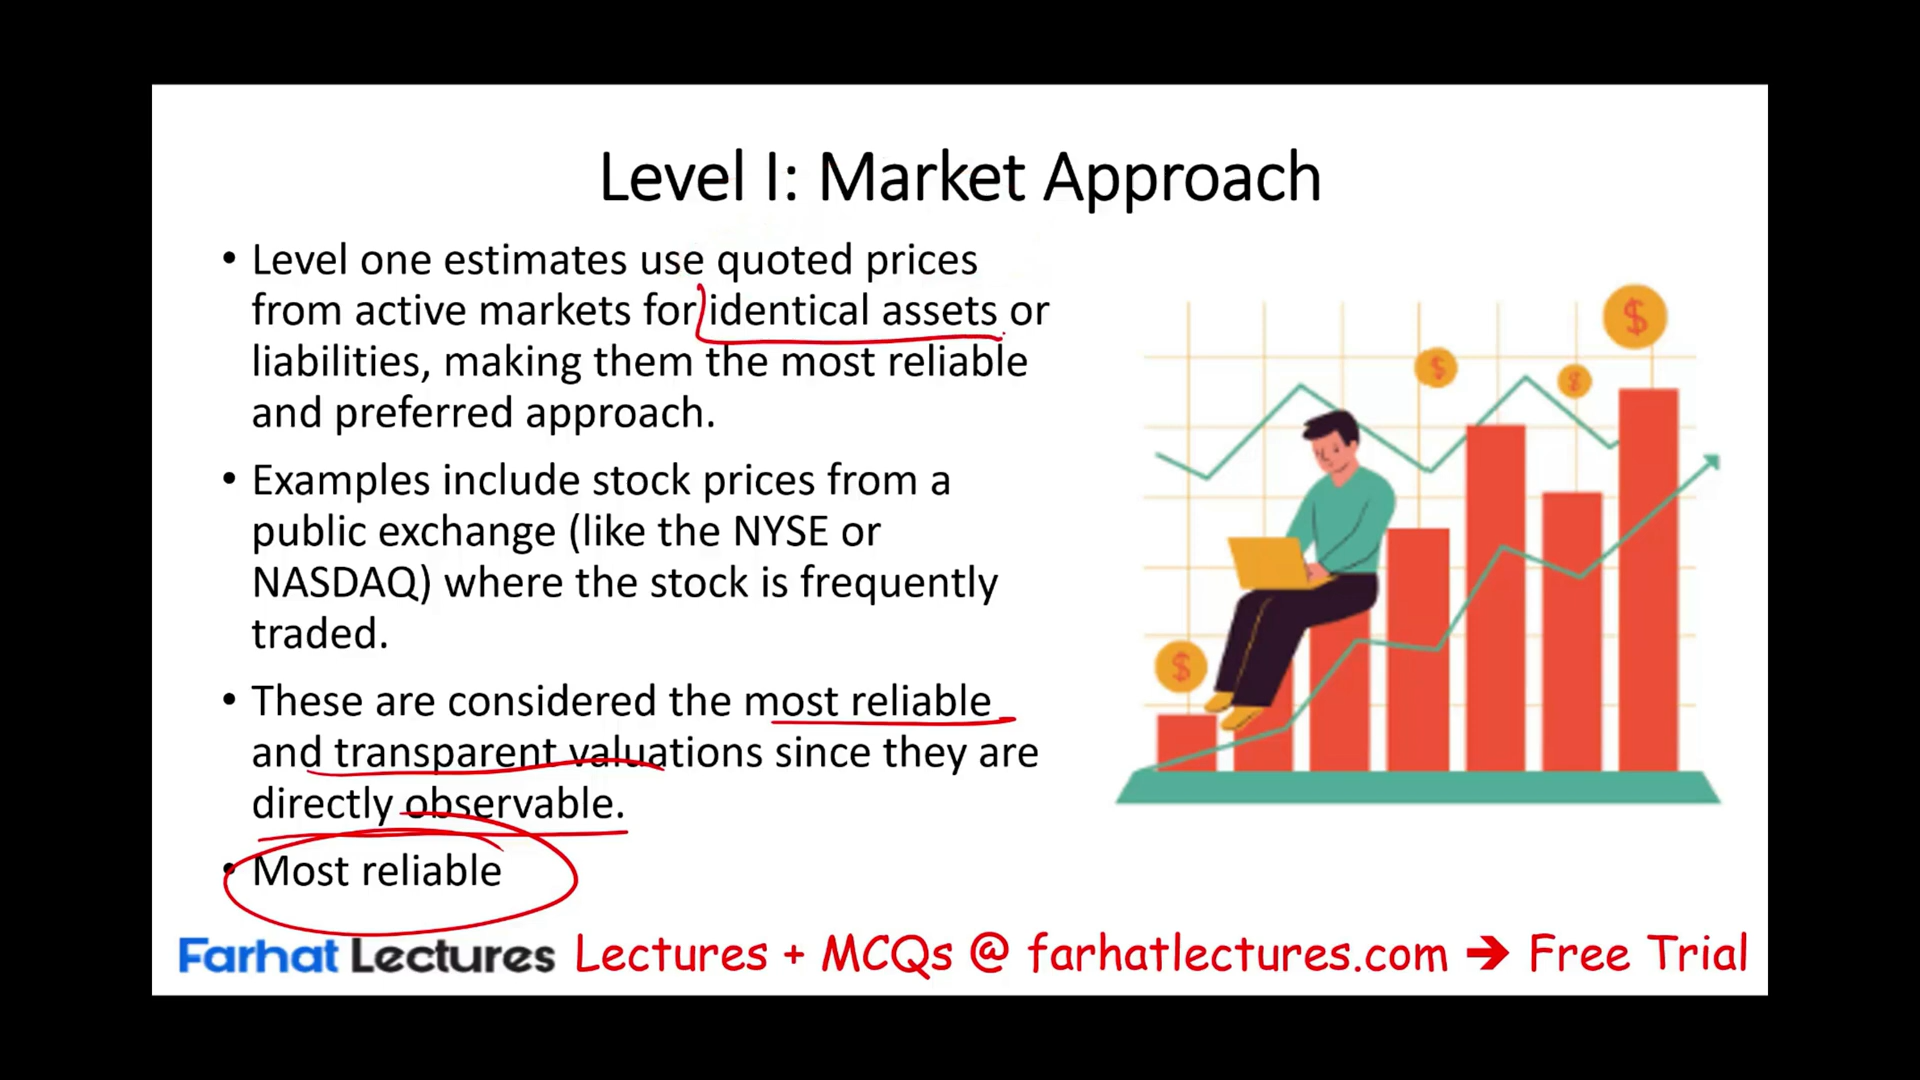 Level I: Market Approach
• Level one estimates use quoted prices
from active markets for identical assets or
liabilities, making them the most reliable
and preferred approach.
• Examples include stock prices from a
public exchange (like the NYSE or
NASDAQ) where the stock is frequently
traded.
• These are considered the most reliable
and transparent valuations since they are
directly observable.
• Most reliable
$
$
$
$
Farhat Lectures Lectures + MCQs @ farhatlectures.com ➔ Free Trial